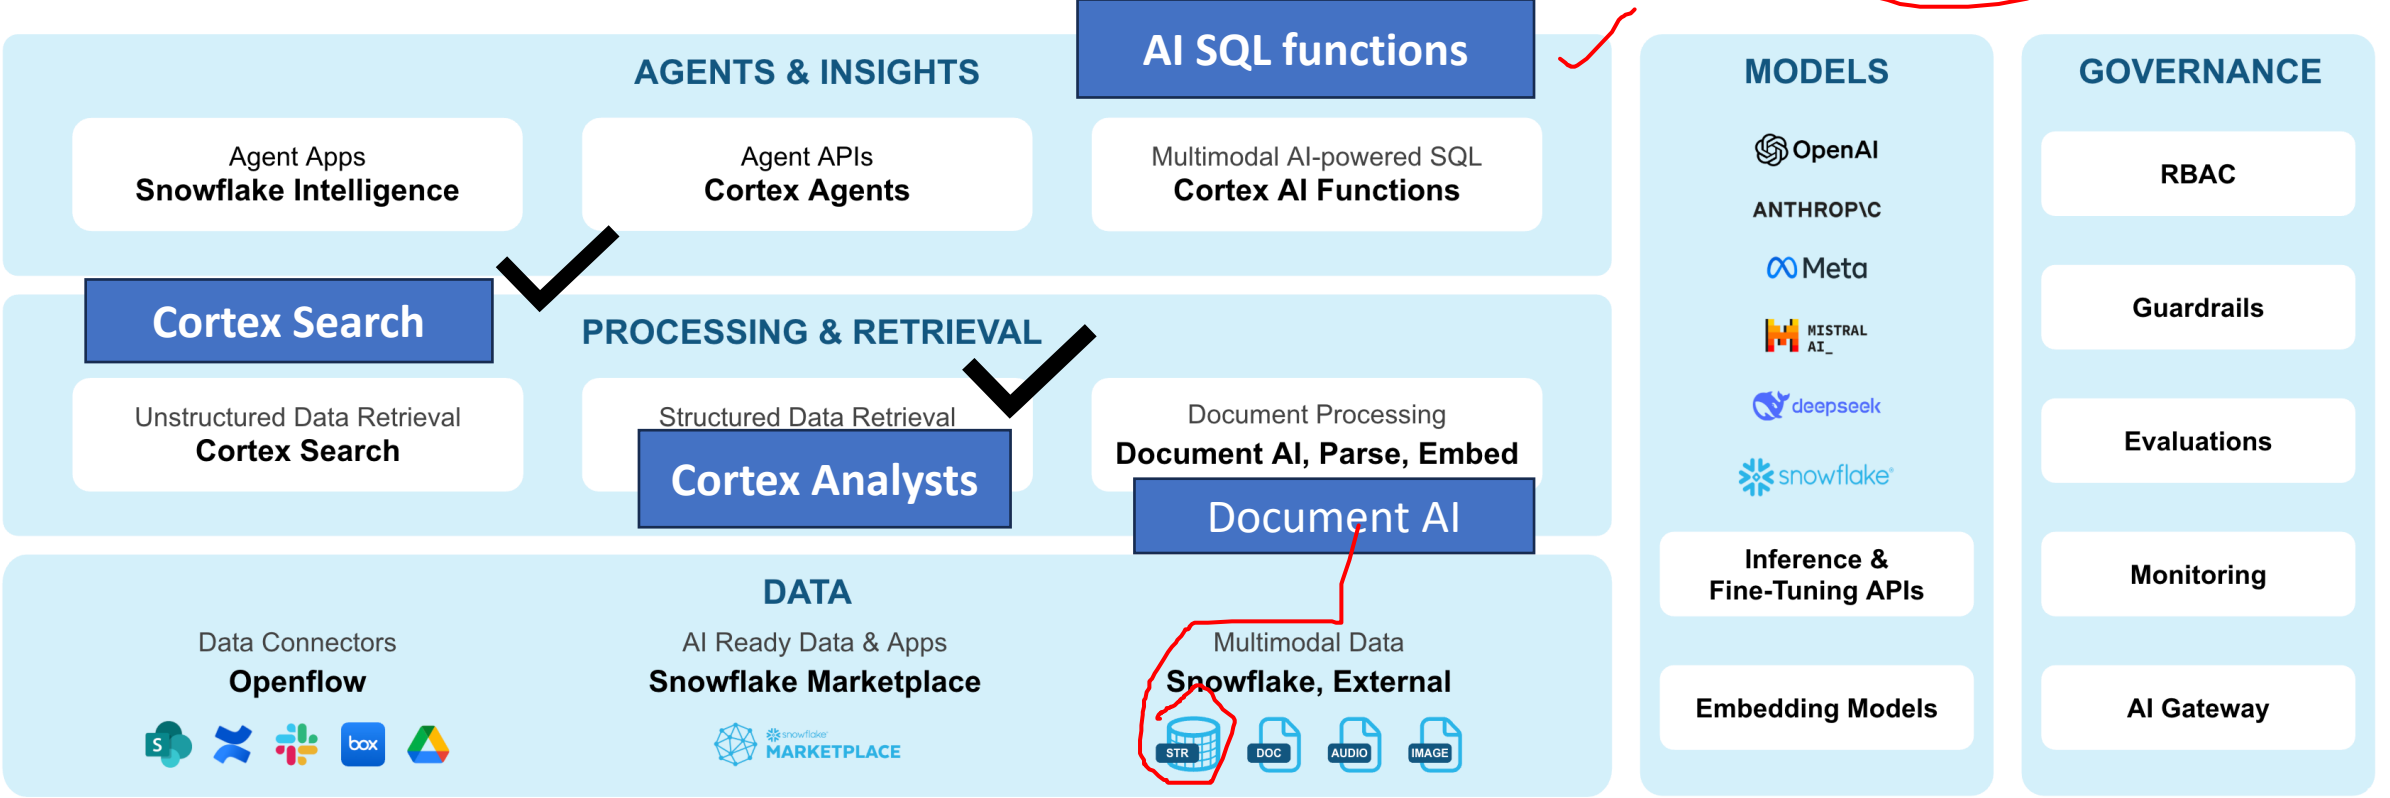 AI SQL functions
AGENTS & INSIGHTS
Agent Apps
Snowflake Intelligence
Agent APIs
Cortex Agents
Multimodal AI-powered SQL
Cortex AI Functions
Cortex Search
PROCESSING & RETRIEVAL
Unstructured Data Retrieval
Cortex Search
Structured Data Retrieval
Cortex Analysts
Document Processing
Document AI, Parse, Embed
Document AI
DATA
Data Connectors
Openflow
S
box
AI Ready Data & Apps
Snowflake Marketplace
snowflake
MARKETPLACE
Multimodal Data
Snowflake, External
STR
DOC
AUDIO
IMAGE
MODELS
OpenAI
ANTHROP\C
Meta
MISTRAL
AI_
deepseek
snowflake
Inference &
Fine-Tuning APIs
Embedding Models
GOVERNANCE
RBAC
Guardrails
Evaluations
Monitoring
AI Gateway